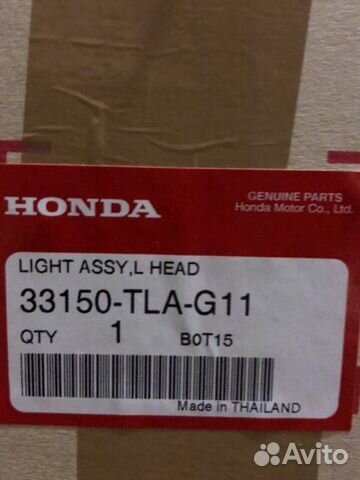 HONDA
GENUINE PARTS
Honda Motor Co., Ltd.
LIGHT ASSY,L HEAD
33150-TLA-G11
QTY 1 B0T15
Made in THAILAND
Avito